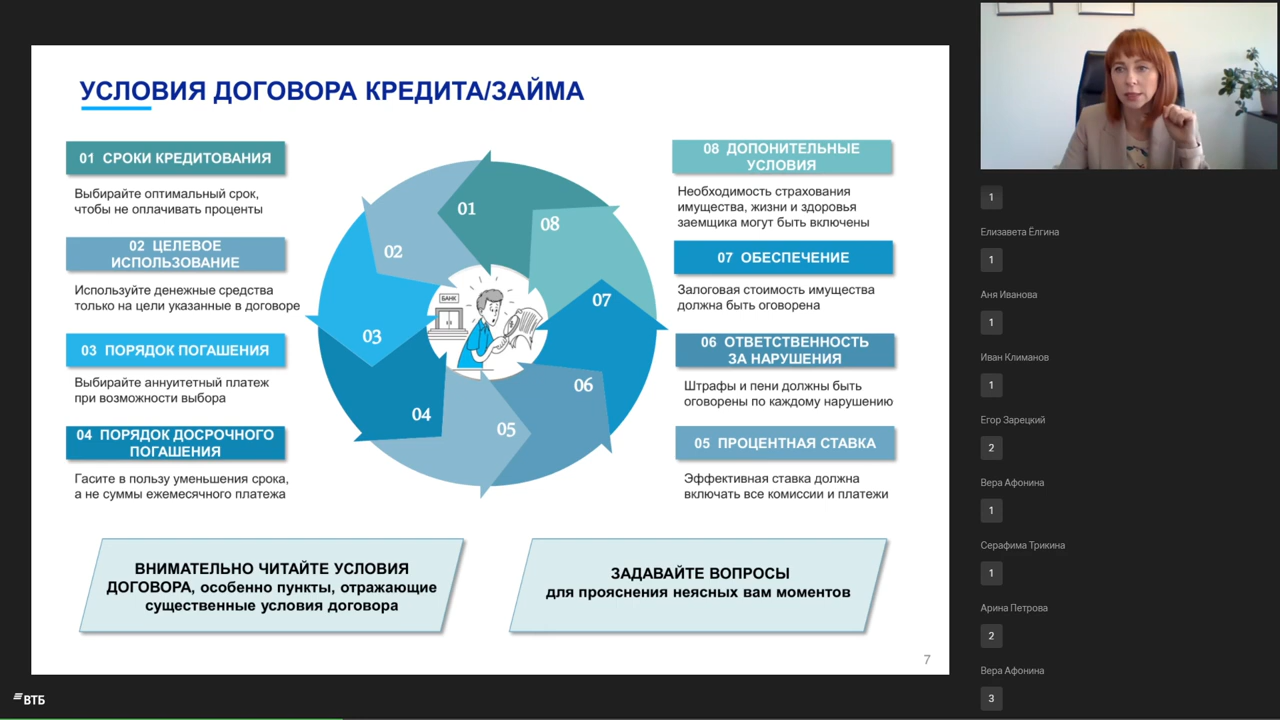 УСЛОВИЯ ДОГОВОРА КРЕДИТА/ЗАЙМА
01 СРОКИ КРЕДИТОВАНИЯ
Выбирайте оптимальный срок,
чтобы не оплачивать проценты
02 ЦЕЛЕВОЕ
ИСПОЛЬЗОВАНИЕ
Используйте денежные средства
только на цели указанные в договоре
03 ПОРЯДОК ПОГАШЕНИЯ
Выбирайте аннуитетный платеж
при возможности выбора
04 ПОРЯДОК ДОСРОЧНОГО
ПОГАШЕНИЯ
Гасите в пользу уменьшения срока,
а не суммы ежемесячного платежа
01
02
03
04
05
06
07
08
БАНК
08 ДОПОНИТЕЛЬНЫЕ
УСЛОВИЯ
Необходимость страхования
имущества, жизни и здоровья
заемщика могут быть включены
07 ОБЕСПЕЧЕНИЕ
Залоговая стоимость имущества
должна быть оговорена
06 ОТВЕТСТВЕННОСТЬ
ЗА НАРУШЕНИЯ
Штрафы и пени должны быть
оговорены по каждому нарушению
05 ПРОЦЕНТНАЯ СТАВКА
Эффективная ставка должна
включать все комиссии и платежи
ВНИМАТЕЛЬНО ЧИТАЙТЕ УСЛОВИЯ
ДОГОВОРА, особенно пункты, отражающие
существенные условия договора
ЗАДАВАЙТЕ ВОПРОСЫ
для прояснения неясных вам моментов
7
ВТБ
1
Елизавета Ёлгина
1
Аня Иванова
1
Иван Климанов
1
Егор Зарецкий
2
Вера Афонина
1
Серафима Трикина
1
Арина Петрова
2
Вера Афонина
3